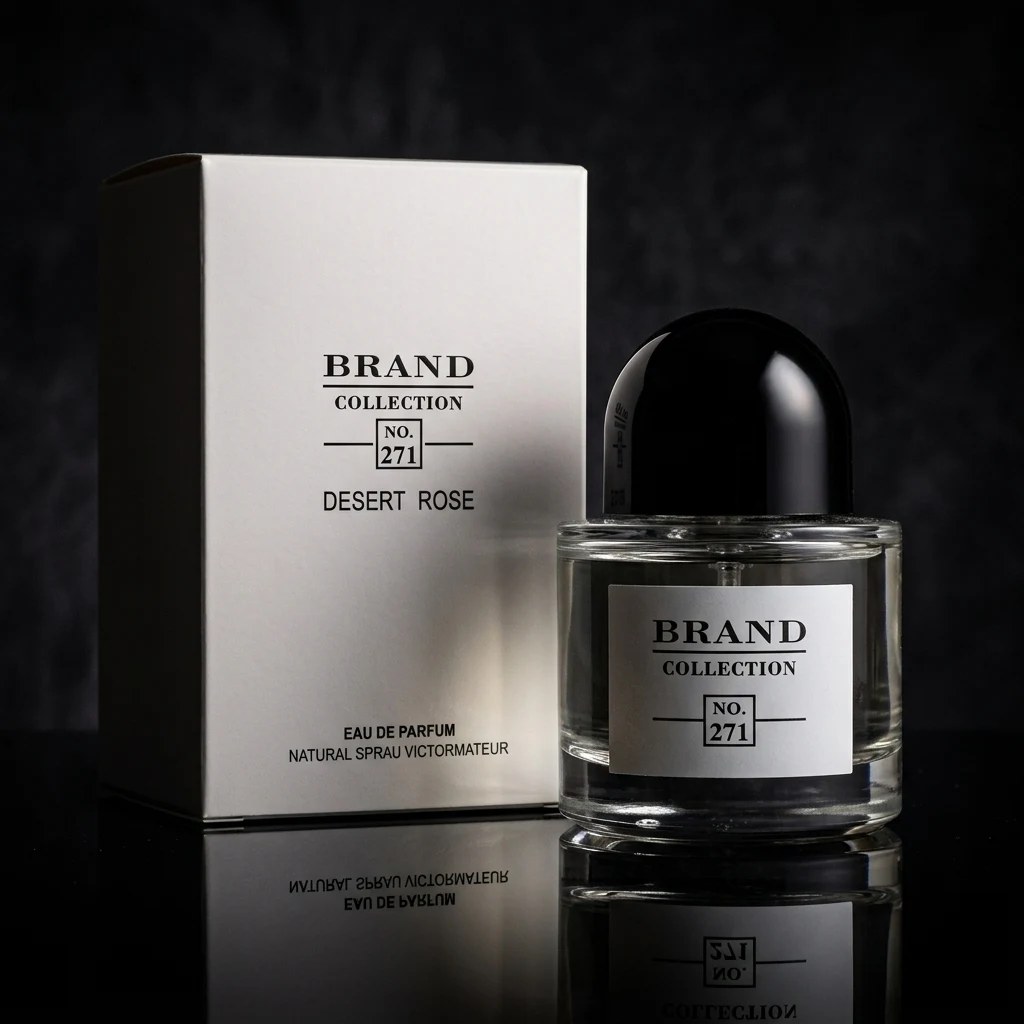 BRAND
COLLECTION
NO.
271
DESERT ROSE
EAU DE PARFUM
NATURAL SPRAU VICTORMATEUR
BRAND
COLLECTION
NO.
271